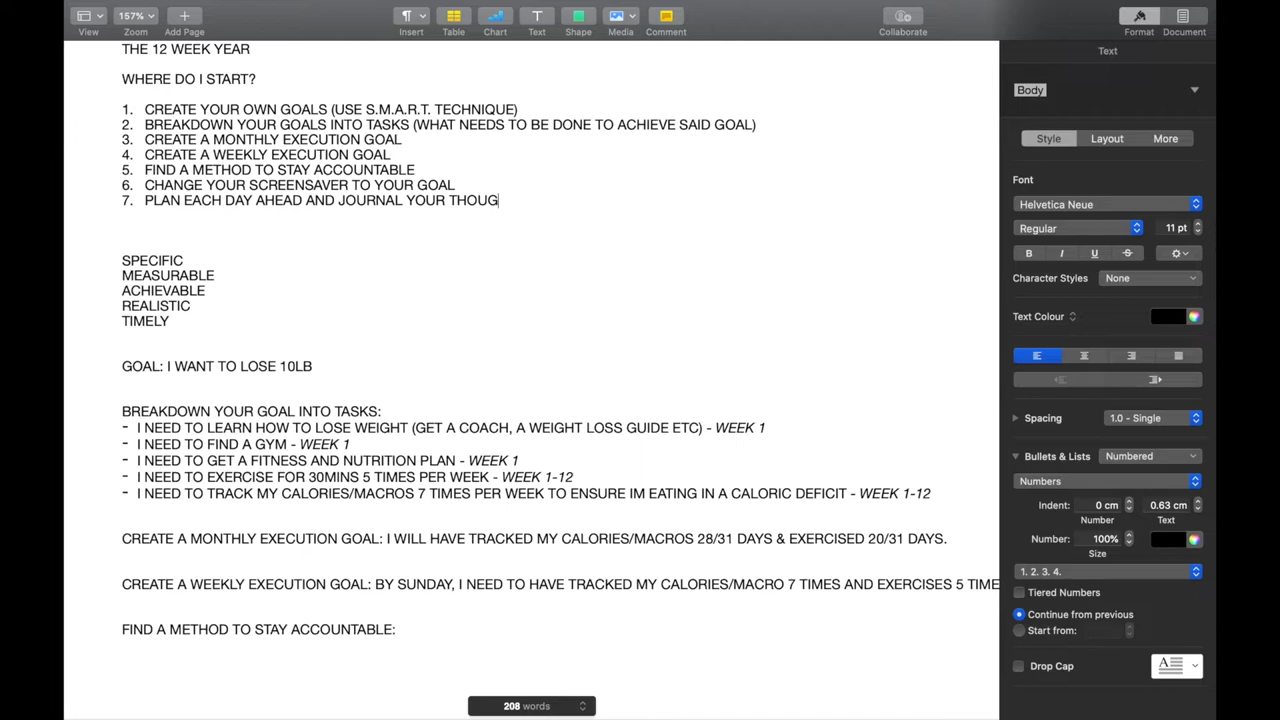 View
157%
Zoom
Add Page
Insert
Table
Chart
Text
Shape
Media
Comment
Collaborate
Format
Document
THE 12 WEEK YEAR
WHERE DO I START?
1. CREATE YOUR OWN GOALS (USE S.M.A.R.T. TECHNIQUE)
2. BREAKDOWN YOUR GOALS INTO TASKS (WHAT NEEDS TO BE DONE TO ACHIEVE SAID GOAL)
3. CREATE A MONTHLY EXECUTION GOAL
4. CREATE A WEEKLY EXECUTION GOAL
5. FIND A METHOD TO STAY ACCOUNTABLE
6. CHANGE YOUR SCREENSAVER TO YOUR GOAL
7. PLAN EACH DAY AHEAD AND JOURNAL YOUR THOUG
SPECIFIC
MEASURABLE
ACHIEVABLE
REALISTIC
TIMELY
GOAL: I WANT TO LOSE 10LB
BREAKDOWN YOUR GOAL INTO TASKS:
- I NEED TO LEARN HOW TO LOSE WEIGHT (GET A COACH, A WEIGHT LOSS GUIDE ETC) - WEEK 1
- I NEED TO FIND A GYM - WEEK 1
- I NEED TO GET A FITNESS AND NUTRITION PLAN - WEEK 1
- I NEED TO EXERCISE FOR 30MINS 5 TIMES PER WEEK - WEEK 1-12
- I NEED TO TRACK MY CALORIES/MACROS 7 TIMES PER WEEK TO ENSURE IM EATING IN A CALORIC DEFICIT - WEEK 1-12
CREATE A MONTHLY EXECUTION GOAL: I WILL HAVE TRACKED MY CALORIES/MACROS 28/31 DAYS & EXERCISED 20/31 DAYS.
CREATE A WEEKLY EXECUTION GOAL: BY SUNDAY, I NEED TO HAVE TRACKED MY CALORIES/MACRO 7 TIMES AND EXERCISES 5 TIME
FIND A METHOD TO STAY ACCOUNTABLE:
208 words
Text
Body
Style
Layout
More
Font
Helvetica Neue
Regular
11 pt
B I U S
Character Styles
None
Text Colour
Spacing
1.0 - Single
Bullets & Lists
Numbered
Numbers
Indent:
0 cm
0.63 cm
Number
Text
Number:
100%
Size
1. 2. 3. 4.
Tiered Numbers
Continue from previous
Start from:
Drop Cap
A